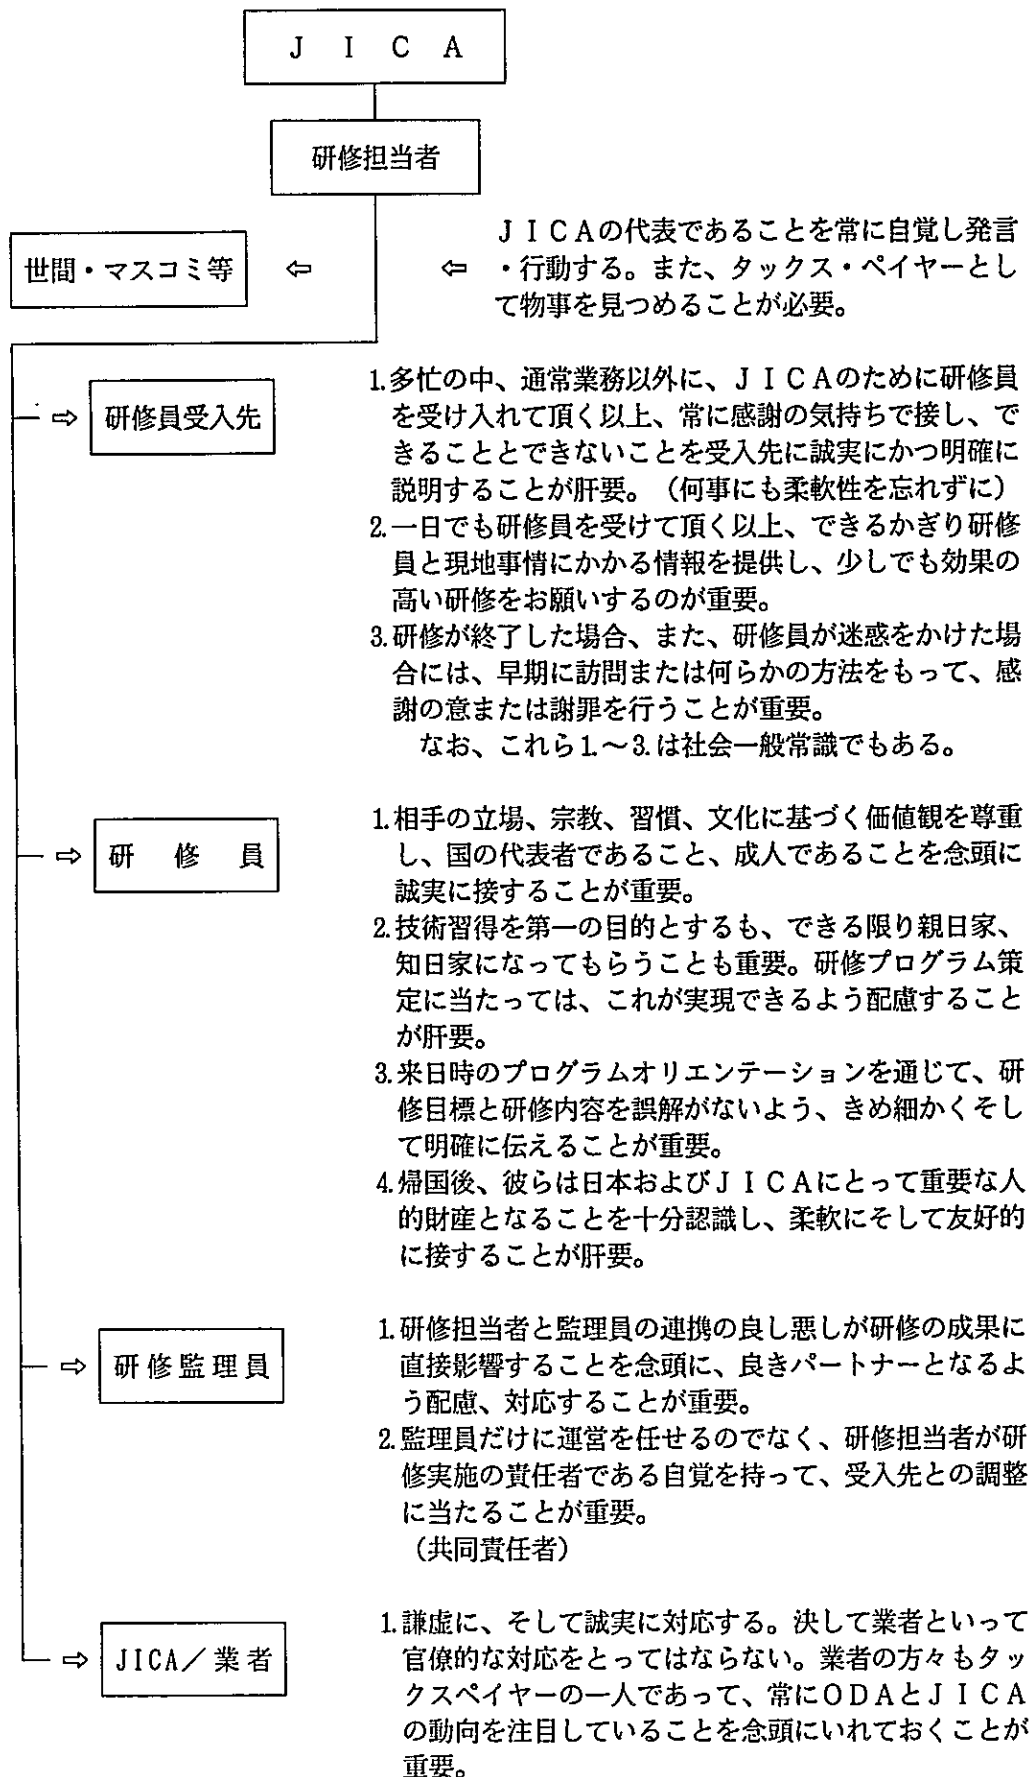 ＪＩＣＡ
研修担当者
世間・マスコミ等
⇦
⇦
ＪＩＣＡの代表であることを常に自覚し発言
・行動する。また、タックス・ペイヤーとし
て物事を見つめることが必要。
⇨
研修員受入先
1.多忙の中、通常業務以外に、ＪＩＣＡのために研修員
を受け入れて頂く以上、常に感謝の気持ちで接し、で
きることとできないことを受入先に誠実にかつ明確に
説明することが肝要。（何事にも柔軟性を忘れずに）
2.一日でも研修員を受けて頂く以上、できるかぎり研修
員と現地事情にかかる情報を提供し、少しでも効果の
高い研修をお願いするのが重要。
3.研修が終了した場合、また、研修員が迷惑をかけた場
合には、早期に訪問または何らかの方法をもって、感
謝の意または謝罪を行うことが重要。
なお、これら1.～3.は社会一般常識でもある。
⇨
研　修　員
1.相手の立場、宗教、習慣、文化に基づく価値観を尊重
し、国の代表者であること、成人であることを念頭に
誠実に接することが重要。
2.技術習得を第一の目的とするも、できる限り親日家、
知日家になってもらうことも重要。研修プログラム策
定に当たっては、これが実現できるよう配慮すること
が肝要。
3.来日時のプログラムオリエンテーションを通じて、研
修目標と研修内容を誤解がないよう、きめ細かくそし
て明確に伝えることが重要。
4.帰国後、彼らは日本およびＪＩＣＡにとって重要な人
的財産となることを十分認識し、柔軟にそして友好的
に接することが肝要。
⇨
研修監理員
1.研修担当者と監理員の連携の良し悪しが研修の成果に
直接影響することを念頭に、良きパートナーとなるよ
う配慮、対応することが重要。
2.監理員だけに運営を任せるのでなく、研修担当者が研
修実施の責任者である自覚を持って、受入先との調整
に当たることが重要。
（共同責任者）
⇨
JICA／業者
1.謙虚に、そして誠実に対応する。決して業者といって
官僚的な対応をとってはならない。業者の方々もタッ
クスペイヤーの一人であって、常にＯＤＡとＪＩＣＡ
の動向を注目していることを念頭にいれておくことが
重要。